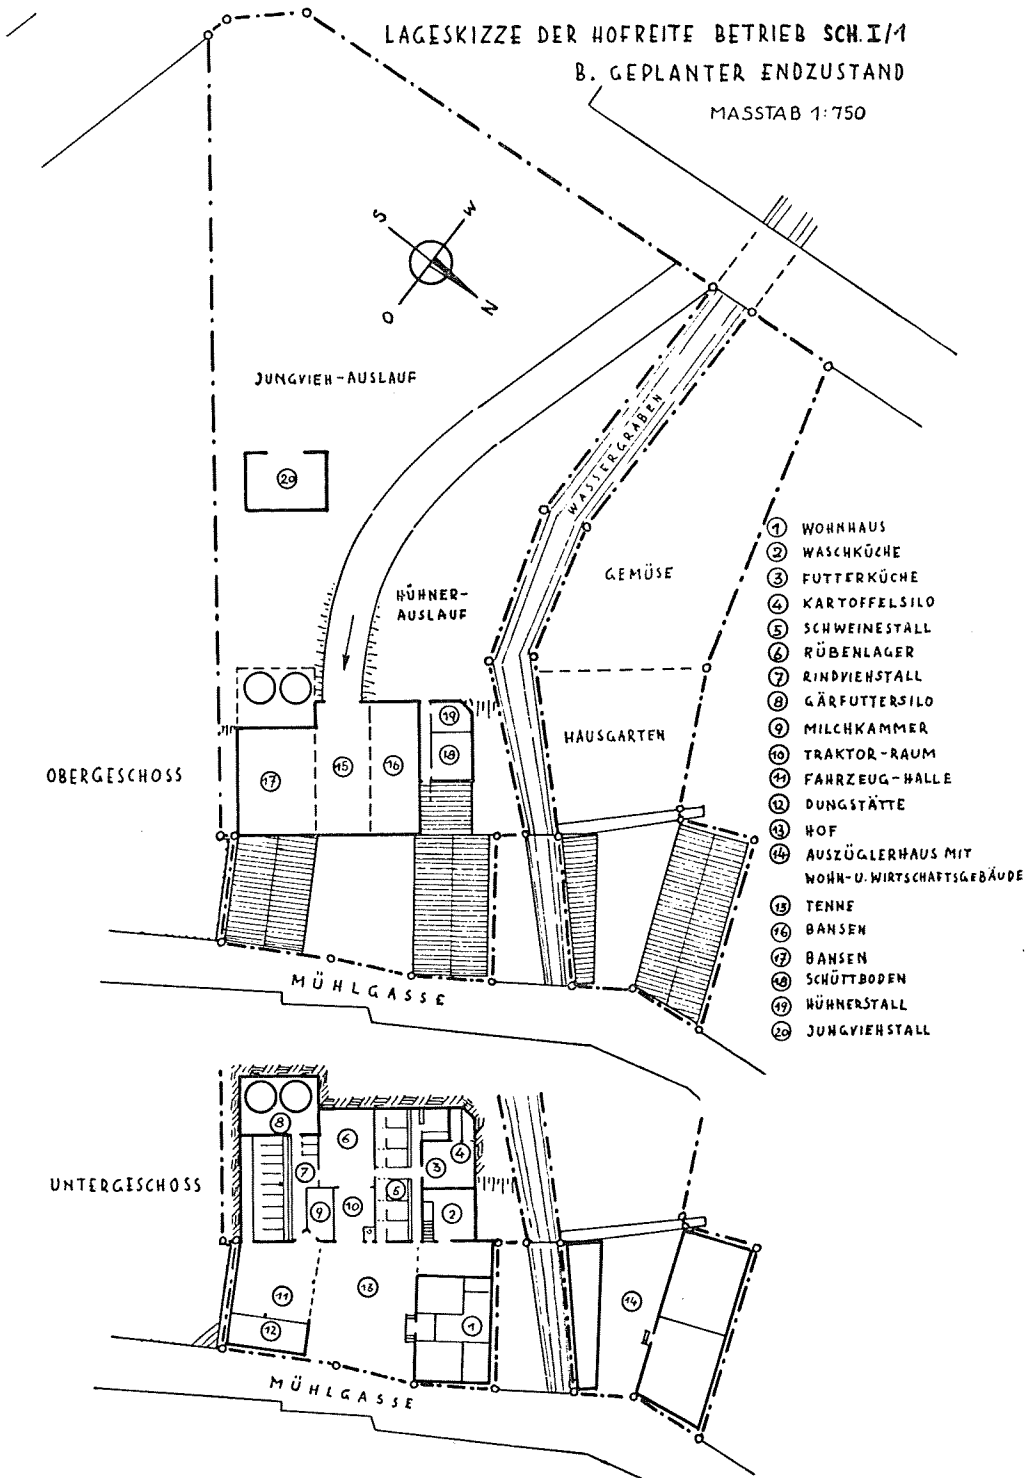 LAGESKIZZE DER HOFREITE BETRIEB SCH.I/1
B. GEPLANTER ENDZUSTAND
MASSTAB 1:750
S
W
O
N
JUNGVIEH-AUSLAUF
20
WASSERGRABEN
HÜHNER-
AUSLAUF
GEMÜSE
HAUSGARTEN
OBERGESCHOSS
17
15
16
19
18
MÜHLGASSE
1 WOHNHAUS
2 WASCHKÜCHE
3 FUTTERKÜCHE
4 KARTOFFELSILO
5 SCHWEINESTALL
6 RÜBENLAGER
7 RINDVIEHSTALL
8 GÄRFUTTERSILO
9 MILCHKAMMER
10 TRAKTOR-RAUM
11 FAHRZEUG-HALLE
12 DUNGSTÄTTE
13 HOF
14 AUSZÜGLERHAUS MIT
WOHN-U. WIRTSCHAFTSGEBÄUDE
15 TENNE
16 BANSEN
17 BANSEN
18 SCHÜTTBODEN
19 HÜHNERSTALL
20 JUNGVIEHSTALL
UNTERGESCHOSS
8
6
7
3
4
9
10
5
2
11
13
12
1
14
MÜHLGASSE